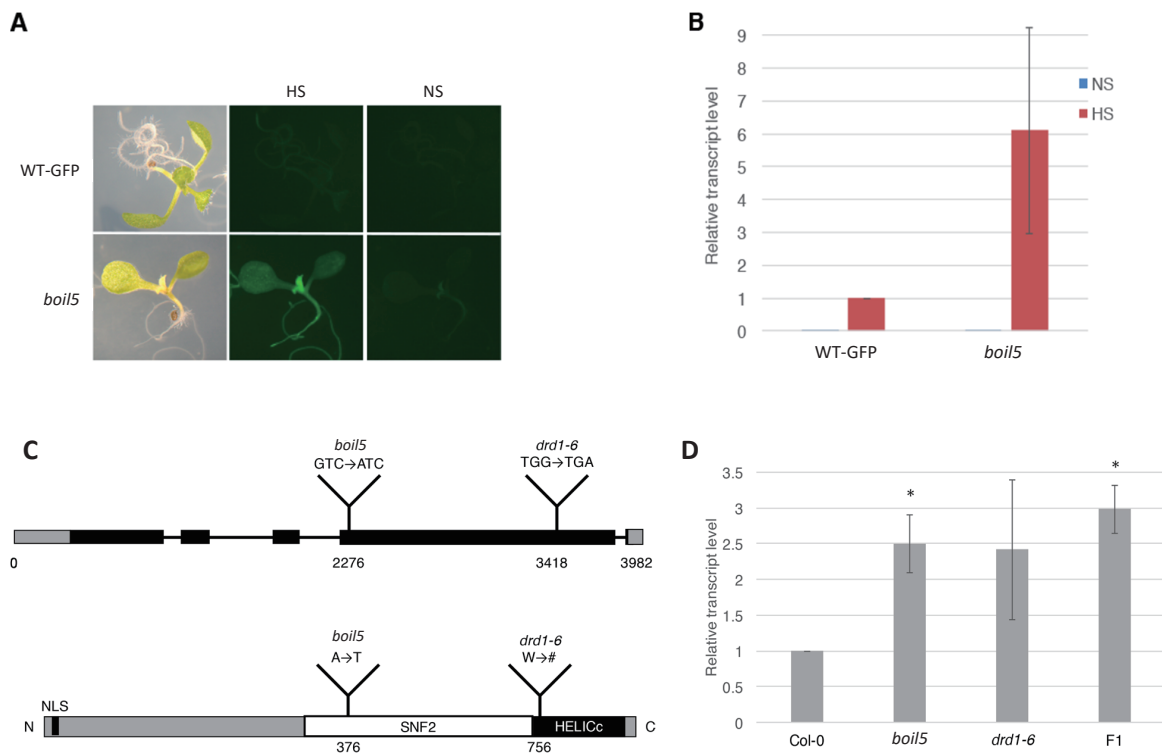 A
HS
NS
WT-GFP
boil5
B
Relative transcript level
9
8
7
6
5
4
3
2
1
0
WT-GFP
boil5
NS
HS
C
boil5
GTC→ATC
drd1-6
TGG→TGA
0
2276
3418
3982
boil5
A→T
drd1-6
W→#
NLS
N
SNF2
HELICc
C
376
756
D
Relative transcript level
3.5
3
2.5
2
1.5
1
0.5
0
*
*
Col-0
boil5
drd1-6
F1